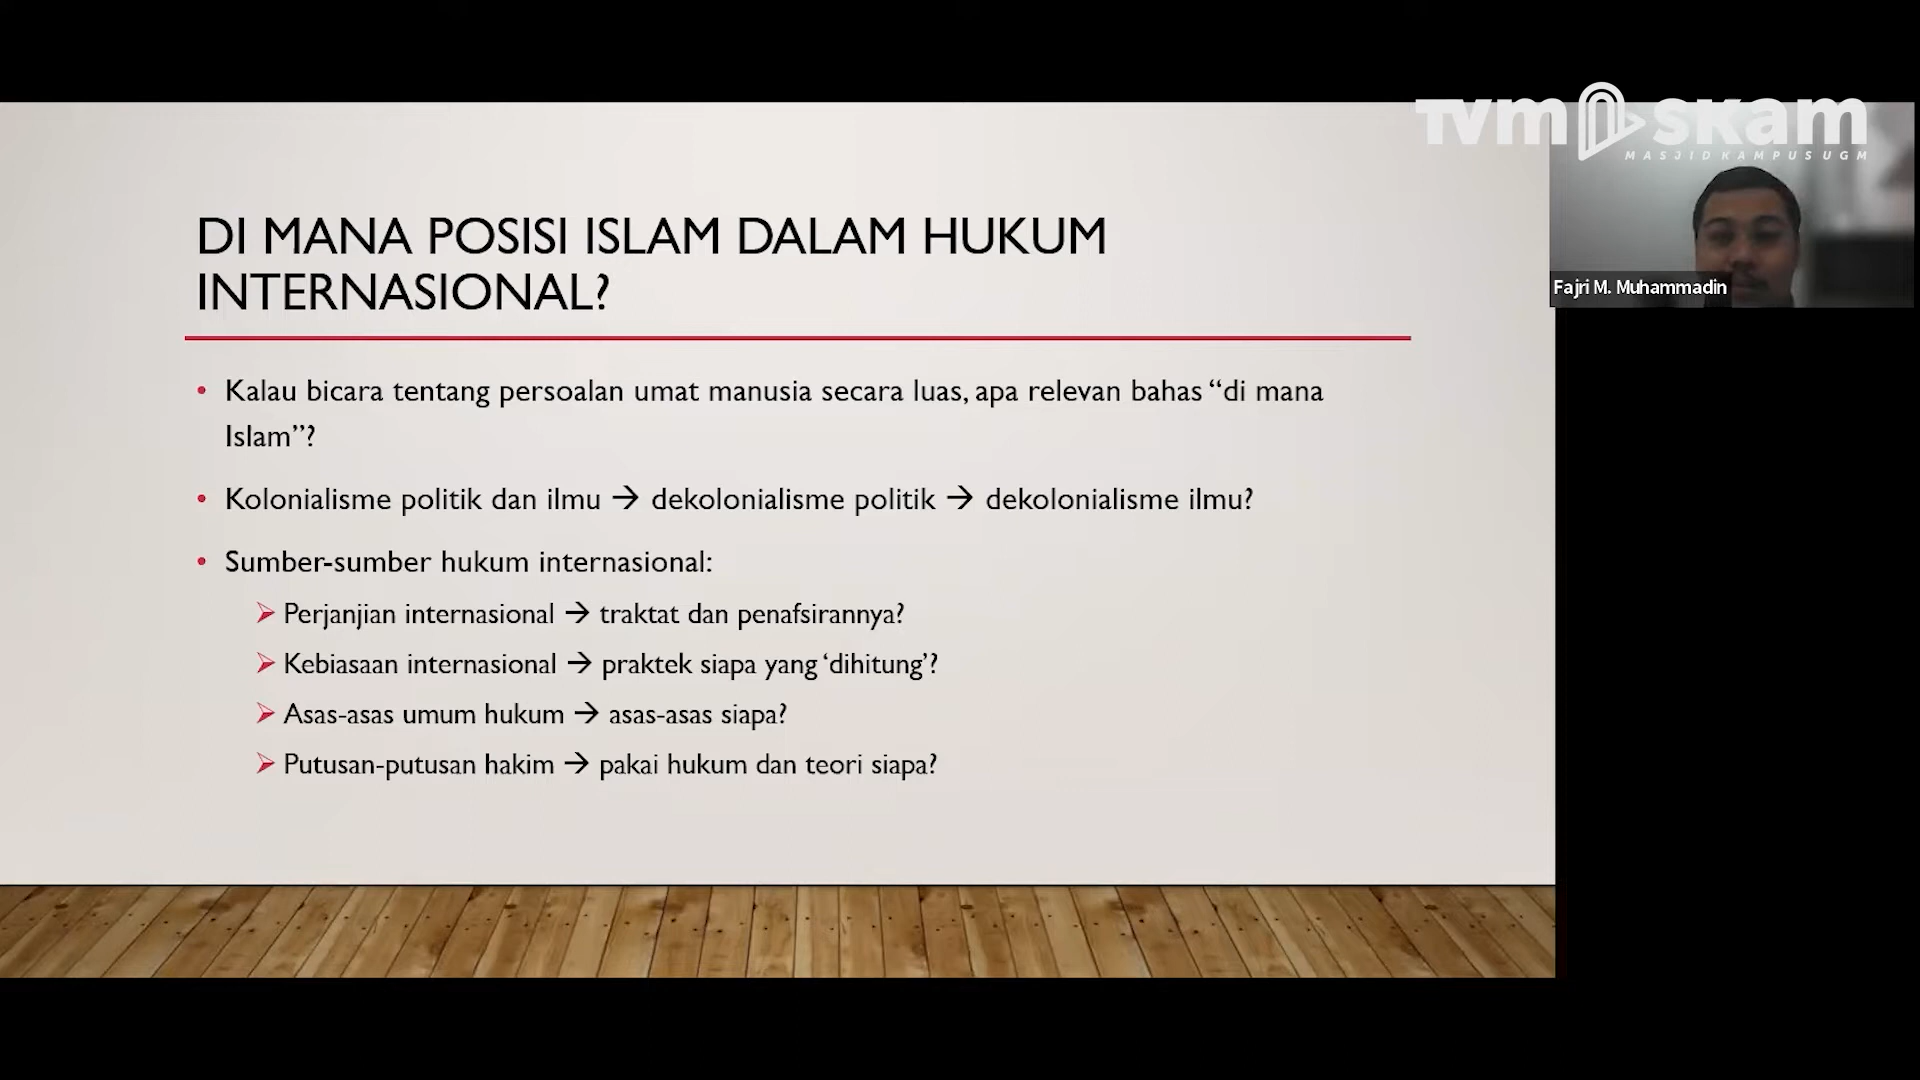 TVM SKAM
MASJID KAMPUS UGM
DI MANA POSISI ISLAM DALAM HUKUM
INTERNASIONAL?
Fajri M. Muhammadin
• Kalau bicara tentang persoalan umat manusia secara luas, apa relevan bahas “di mana
Islam”?
• Kolonialisme politik dan ilmu → dekolonialisme politik → dekolonialisme ilmu?
• Sumber-sumber hukum internasional:
➢ Perjanjian internasional → traktat dan penafsirannya?
➢ Kebiasaan internasional → praktek siapa yang ‘dihitung’?
➢ Asas-asas umum hukum → asas-asas siapa?
➢ Putusan-putusan hakim → pakai hukum dan teori siapa?